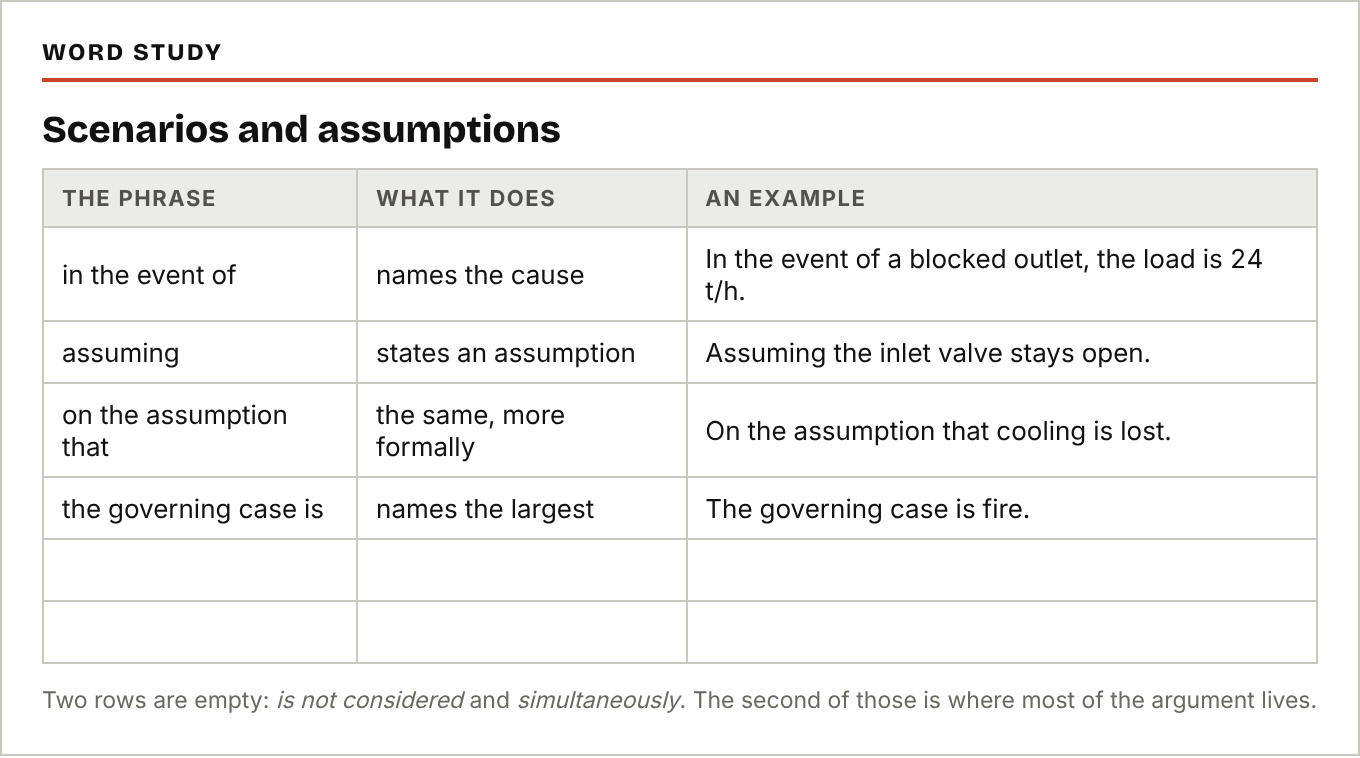 WORD STUDY
Scenarios and assumptions
THE PHRASE
WHAT IT DOES
AN EXAMPLE
in the event of
names the cause
In the event of a blocked outlet, the load is 24
t/h.
assuming
states an assumption
Assuming the inlet valve stays open.
on the assumption
that
the same, more
formally
On the assumption that cooling is lost.
the governing case is
names the largest
The governing case is fire.
Two rows are empty: is not considered and simultaneously. The second of those is where most of the argument lives.